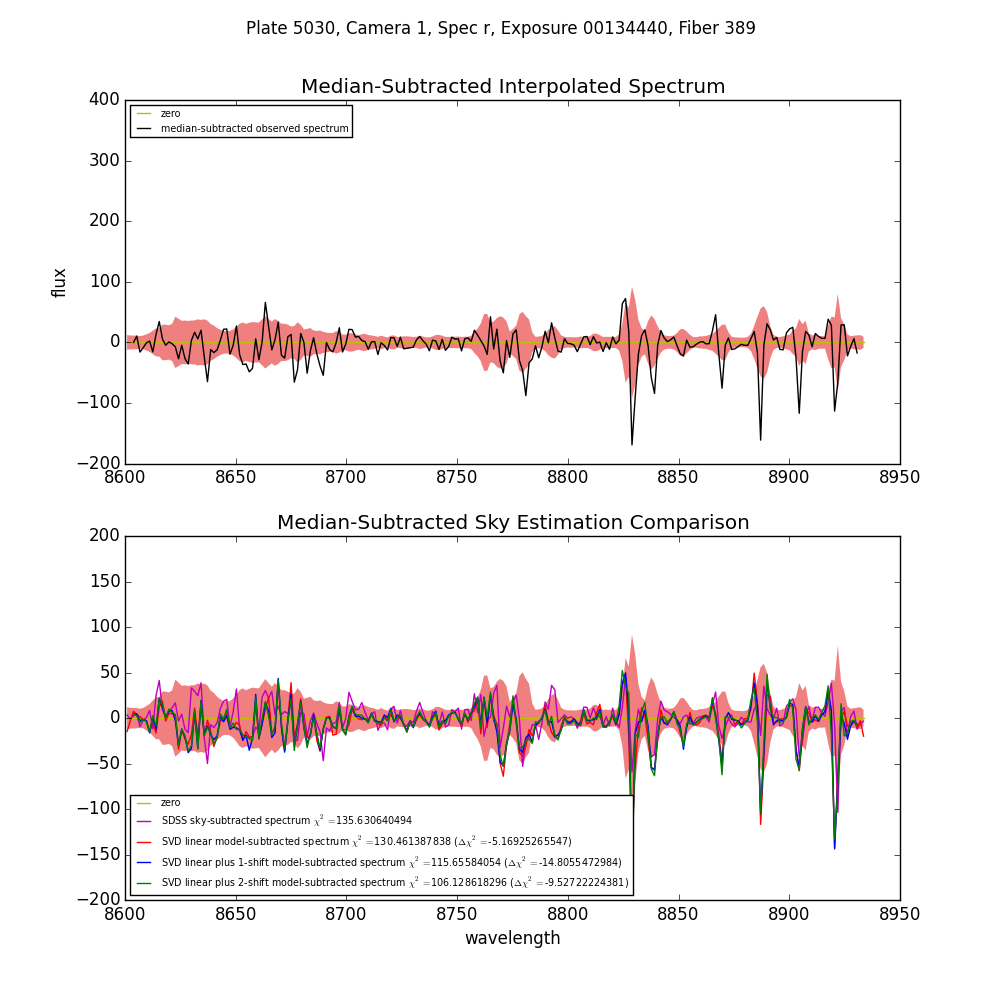 Plate 5030, Camera 1, Spec r, Exposure 00134440, Fiber 389
Median-Subtracted Interpolated Spectrum
400
300
200
100
0
−100
−200
flux
zero
median-subtracted observed spectrum
8600 8650 8700 8750 8800 8850 8900 8950
Median-Subtracted Sky Estimation Comparison
200
150
100
50
0
−50
−100
−150
−200
zero
SDSS sky-subtracted spectrum χ² =135.630640494
SVD linear model-subtracted spectrum χ² =130.461387838 (Δχ² =-5.16925265547)
SVD linear plus 1-shift model-subtracted spectrum χ² =115.65584054 (Δχ² =-14.8055472984)
SVD linear plus 2-shift model-subtracted spectrum χ² =106.128618296 (Δχ² =-9.52722224381)
8600 8650 8700 8750 8800 8850 8900 8950
wavelength